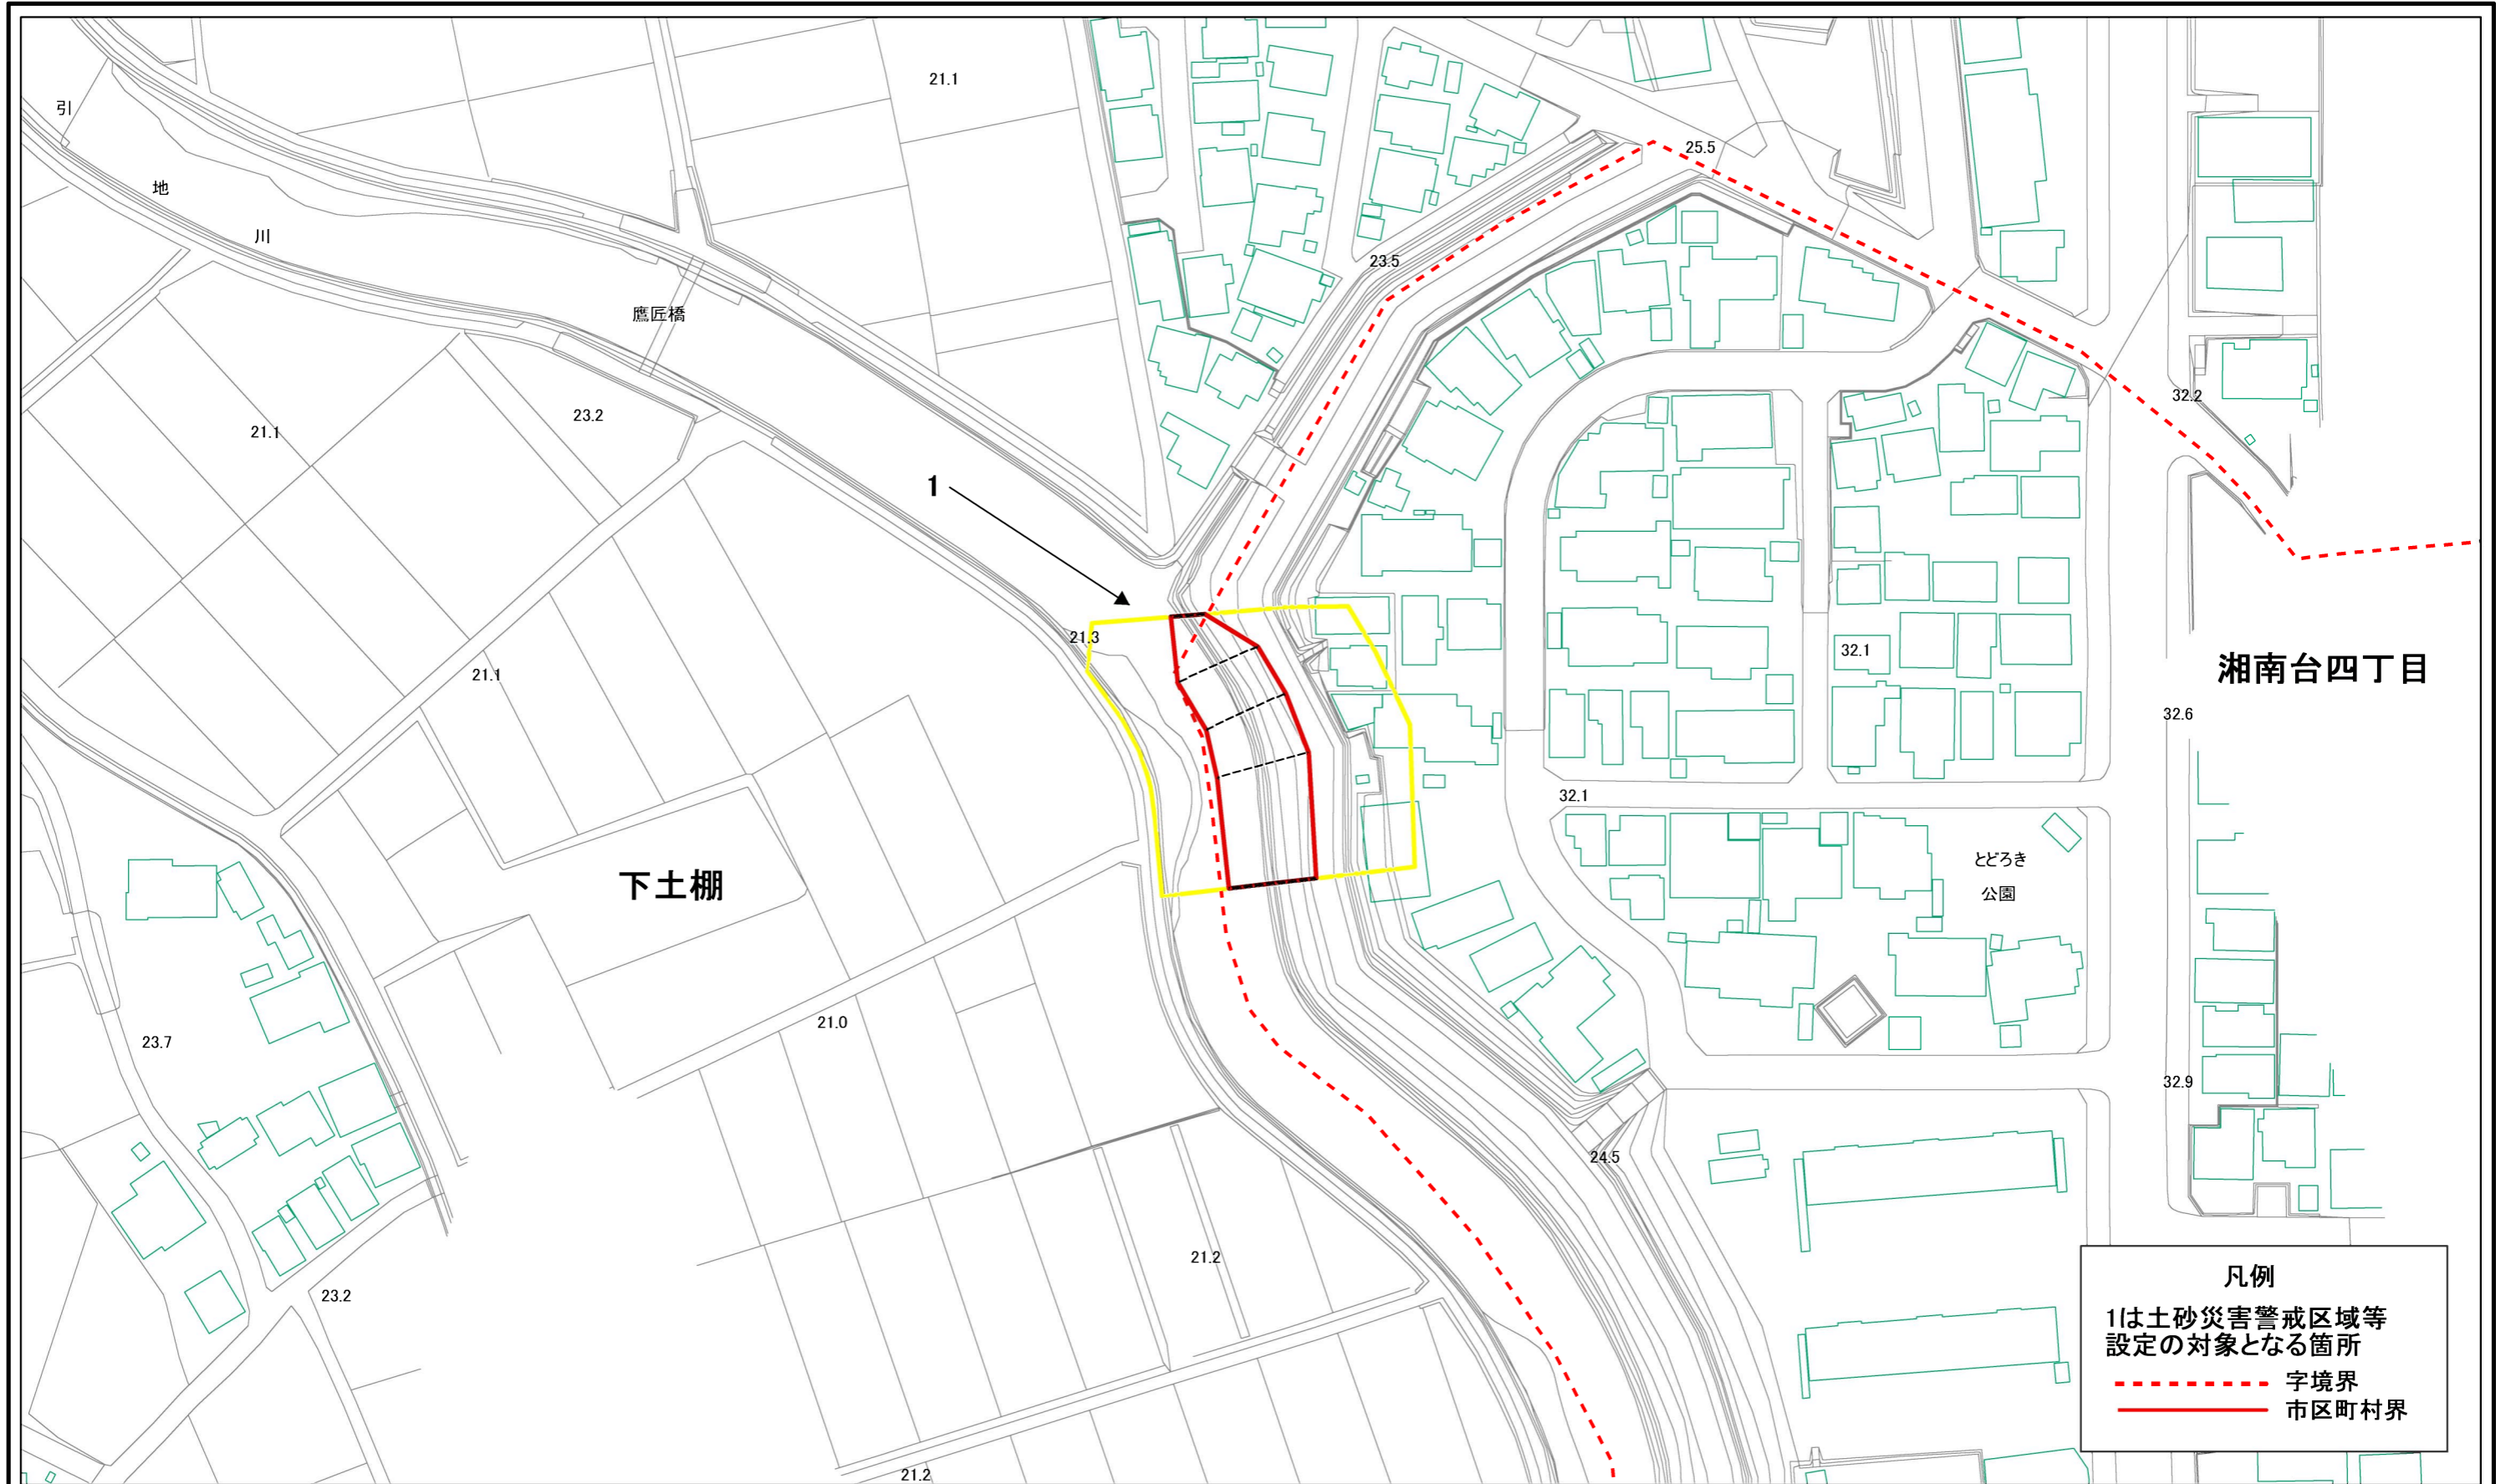 21.1
引
25.5
地
川
23.5
鷹匠橋
32.2
23.2
21.1
1
21.3
湘南台四丁目
32.1
21.1
32.6
32.1
とどろき
公園
下土棚
21.0
23.7
32.9
24.5
21.2
23.2
21.2
凡例
1は土砂災害警戒区域等
設定の対象となる箇所
字境界
市区町村界